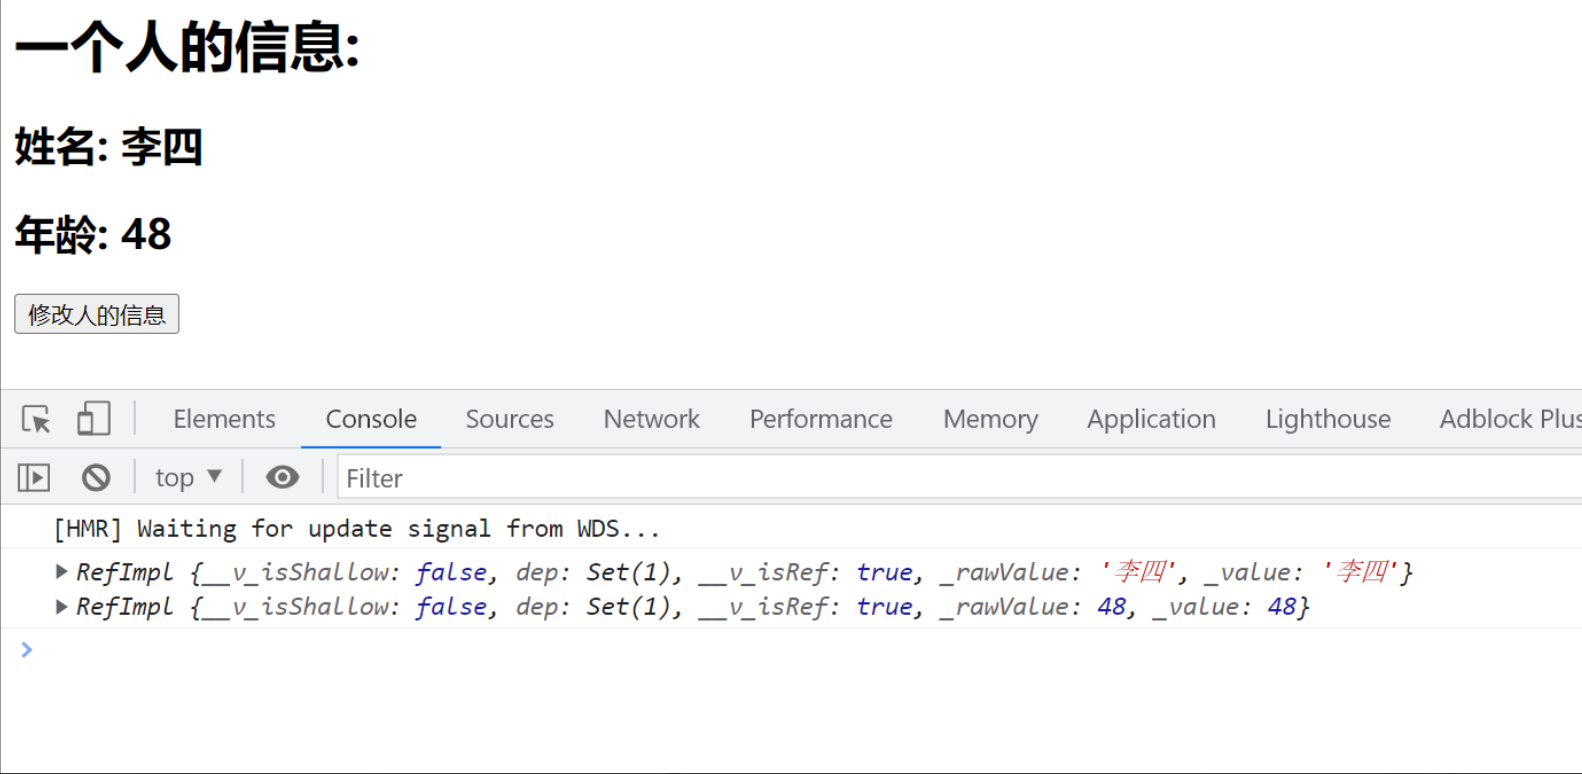 一个人的信息:
姓名: 李四
年龄: 48
修改人的信息
Elements Console Sources Network Performance Memory Application Lighthouse Adblock Plus
top Filter
[HMR] Waiting for update signal from WDS...
RefImpl {__v_isShallow: false, dep: Set(1), __v_isRef: true, _rawValue: '李四', _value: '李四'}
RefImpl {__v_isShallow: false, dep: Set(1), __v_isRef: true, _rawValue: 48, _value: 48}